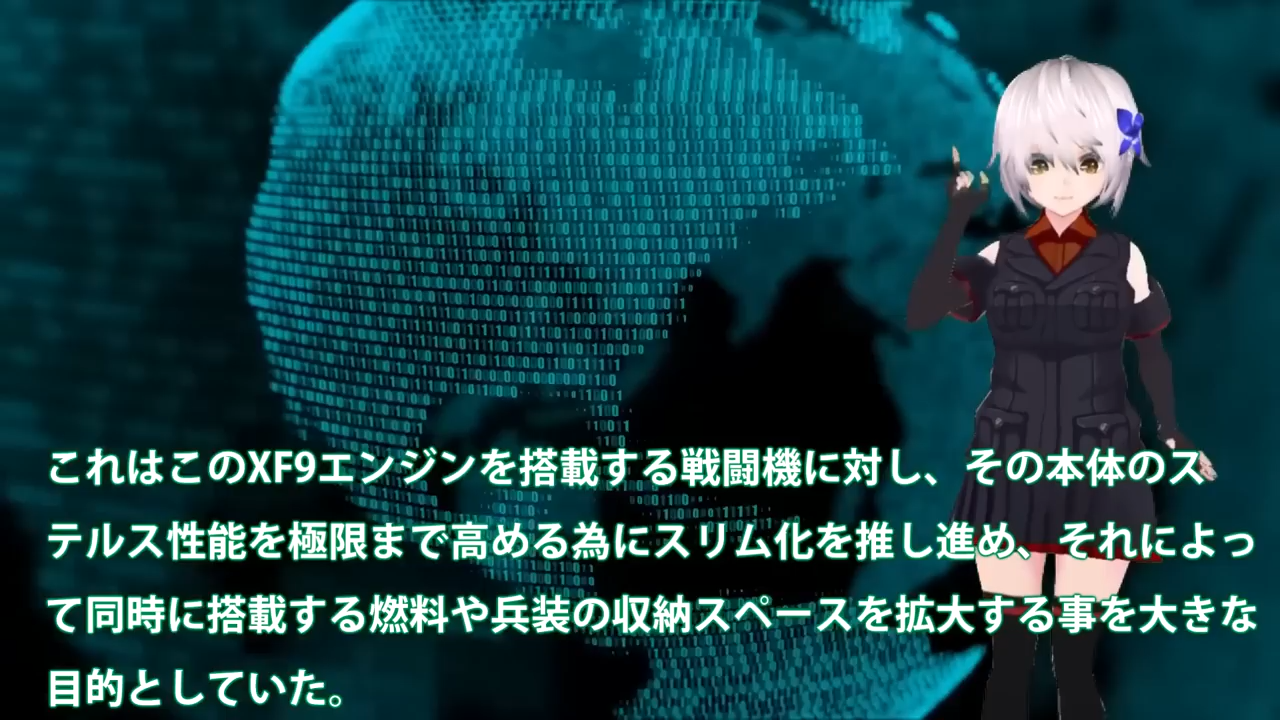 これはこのXF9エンジンを搭載する戦闘機に対し、その本体のス
テルス性能を極限まで高める為にスリム化を推し進め、それによっ
て同時に搭載する燃料や兵装の収納スペースを拡大する事を大きな
目的としていた。